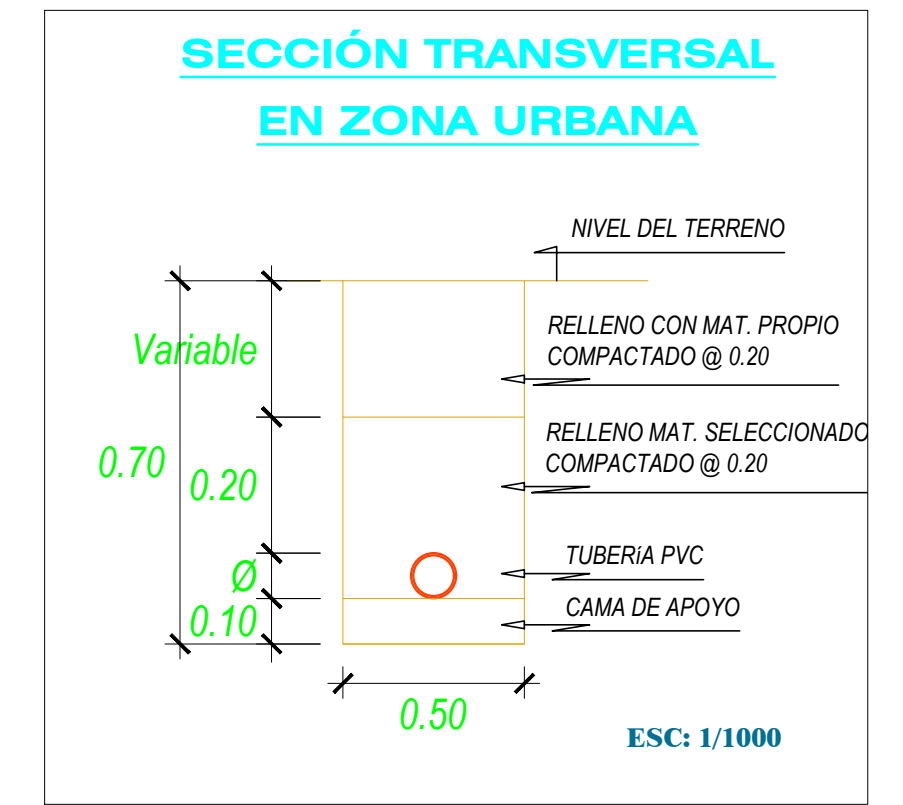 SECCIÓN TRANSVERSAL
EN ZONA URBANA
NIVEL DEL TERRENO
RELLENO CON MAT. PROPIO
COMPACTADO @ 0.20
Variable
RELLENO MAT. SELECCIONADO
COMPACTADO @ 0.20
0.70
0.20
TUBERíA PVC
Ø
CAMA DE APOYO
0.10
0.50
ESC: 1/1000